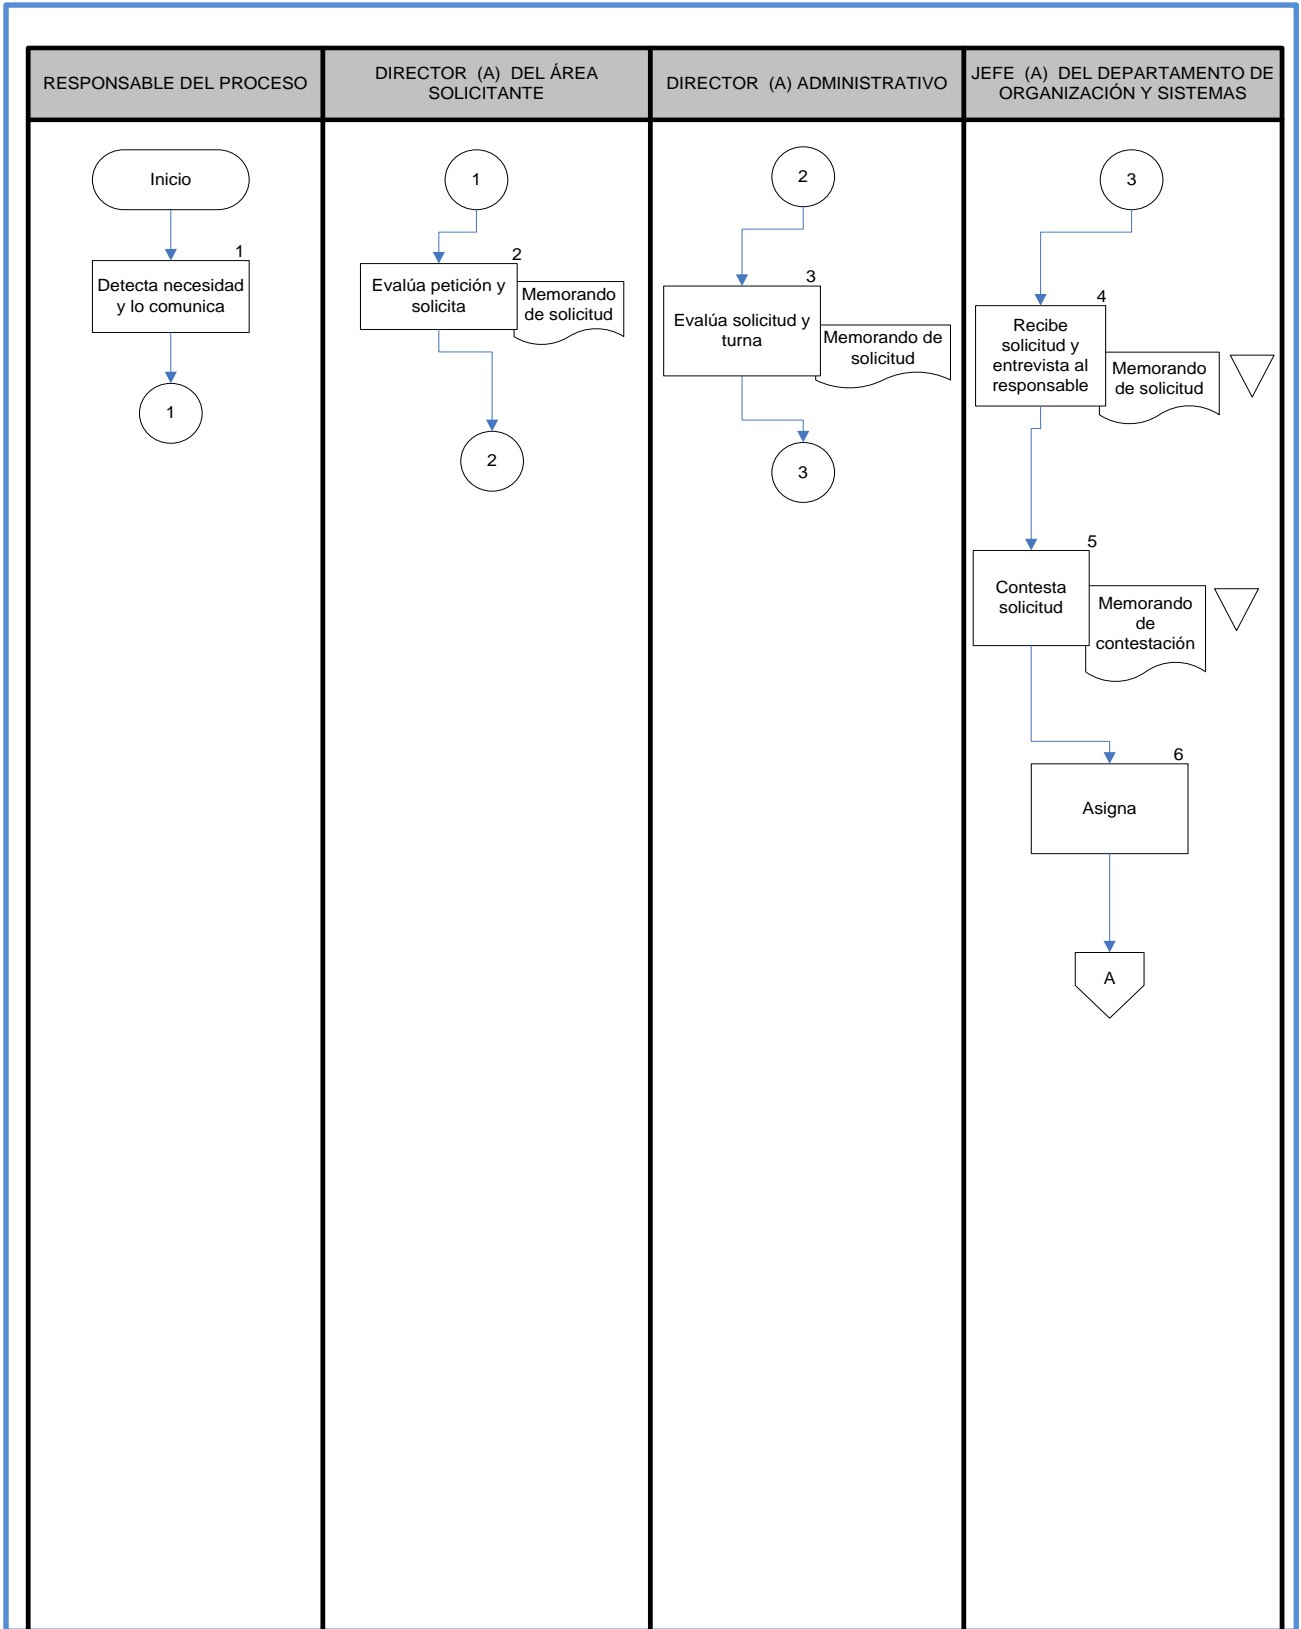 RESPONSABLE DEL PROCESO
DIRECTOR (A) DEL ÁREA
SOLICITANTE
DIRECTOR (A) ADMINISTRATIVO
JEFE (A) DEL DEPARTAMENTO DE
ORGANIZACIÓN Y SISTEMAS
Inicio
1
Detecta necesidad
y lo comunica
1
1
2
Evalúa petición y
solicita
Memorando
de solicitud
2
2
3
Evalúa solicitud y
turna
Memorando de
solicitud
3
3
4
Recibe
solicitud y
entrevista al
responsable
Memorando
de solicitud
5
Contesta
solicitud
Memorando
de
contestación
6
Asigna
A